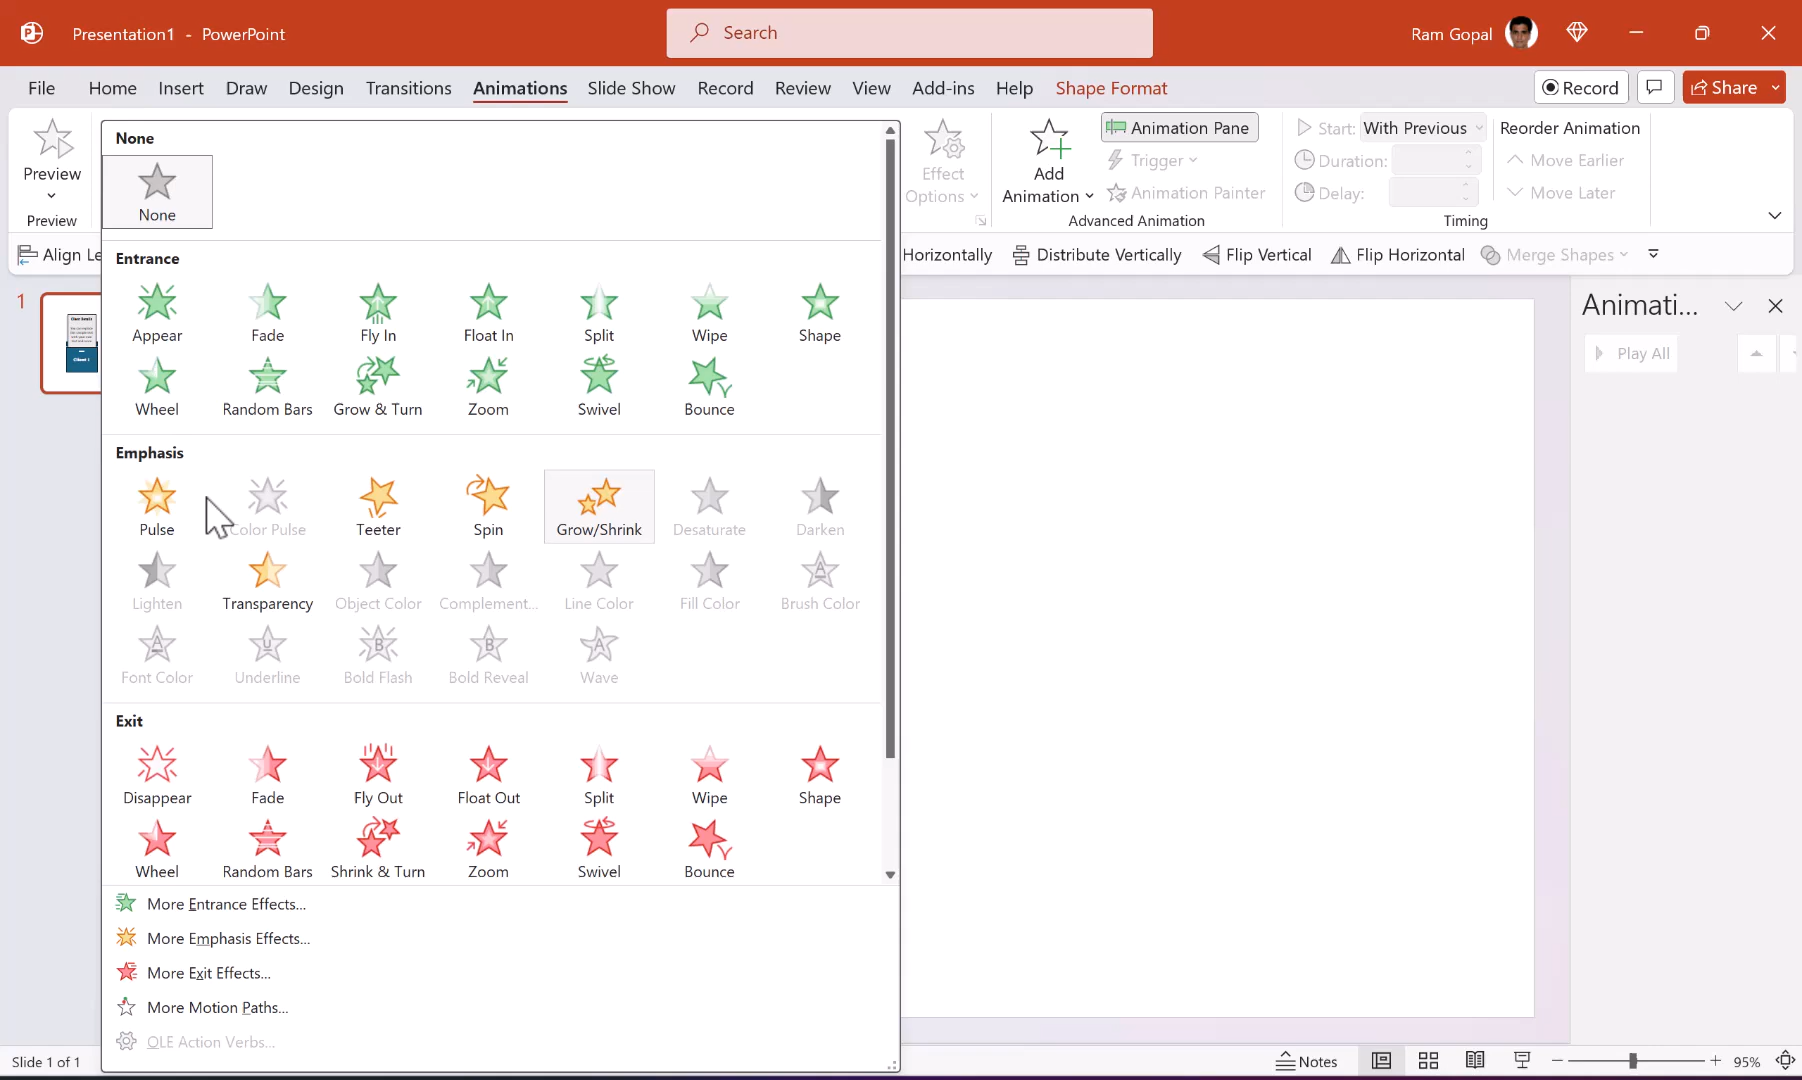 Presentation1 - PowerPoint
Search
Ram Gopal
File Home Insert Draw Design Transitions Animations Slide Show Record Review View Add-ins Help Shape Format
Record
Share
Preview
Preview
None
None
Entrance
Appear Fade Fly In Float In Split Wipe Shape
Wheel Random Bars Grow & Turn Zoom Swivel Bounce
Emphasis
Pulse Color Pulse Teeter Spin Grow/Shrink Desaturate Darken
Lighten Transparency Object Color Complement... Line Color Fill Color Brush Color
Font Color Underline Bold Flash Bold Reveal Wave
Exit
Disappear Fade Fly Out Float Out Split Wipe Shape
Wheel Random Bars Shrink & Turn Zoom Swivel Bounce
More Entrance Effects...
More Emphasis Effects...
More Exit Effects...
More Motion Paths...
OLE Action Verbs...
Effect
Options
Add
Animation
Animation Pane
Trigger
Animation Painter
Advanced Animation
Start: With Previous
Duration:
Delay:
Reorder Animation
Move Earlier
Move Later
Timing
Align Le
Horizontally Distribute Vertically Flip Vertical Flip Horizontal Merge Shapes
1
Client 1
Animati...
Play All
Slide 1 of 1
Notes
95%